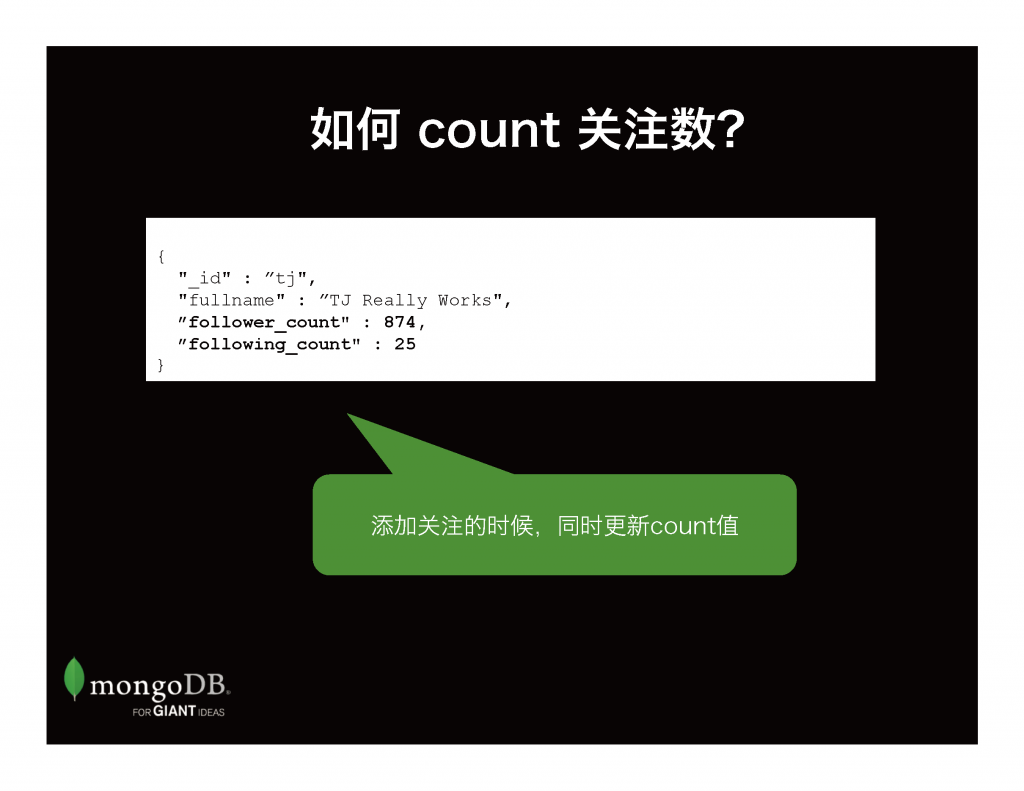 如何 count 关注数?
{
"_id" : ”tj",
"fullname" : ”TJ Really Works",
”follower_count" : 874,
”following_count" : 25
}
添加关注的时候，同时更新count值
mongoDB®
FOR GIANT IDEAS